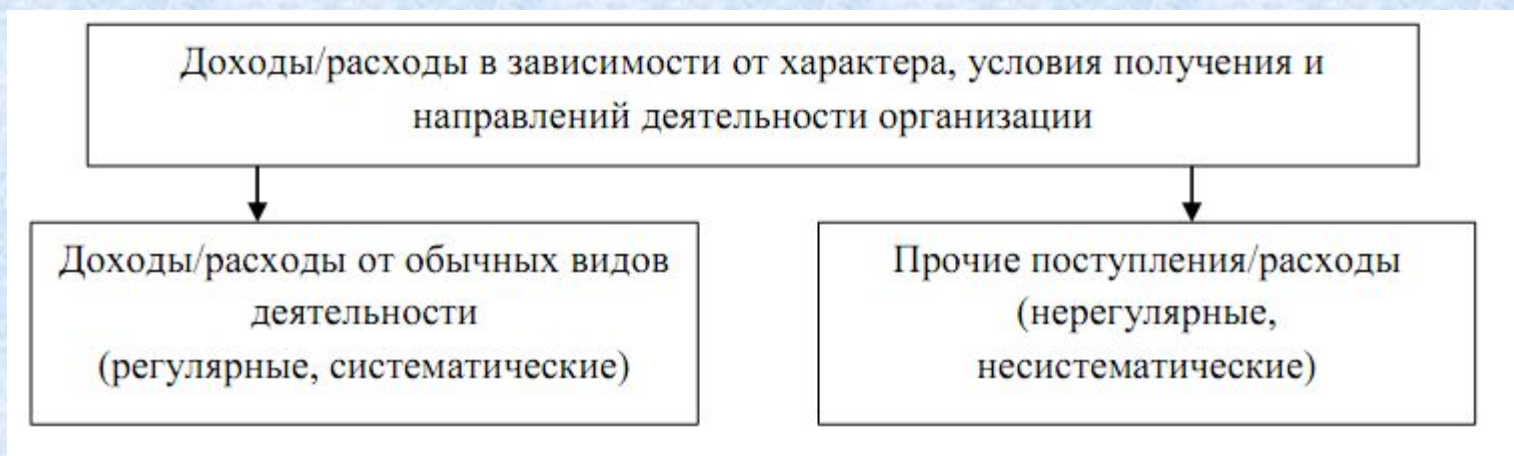 Доходы/расходы в зависимости от характера, условия получения и
направлений деятельности организации
Доходы/расходы от обычных видов
деятельности
(регулярные, систематические)
Прочие поступления/расходы
(нерегулярные,
несистематические)